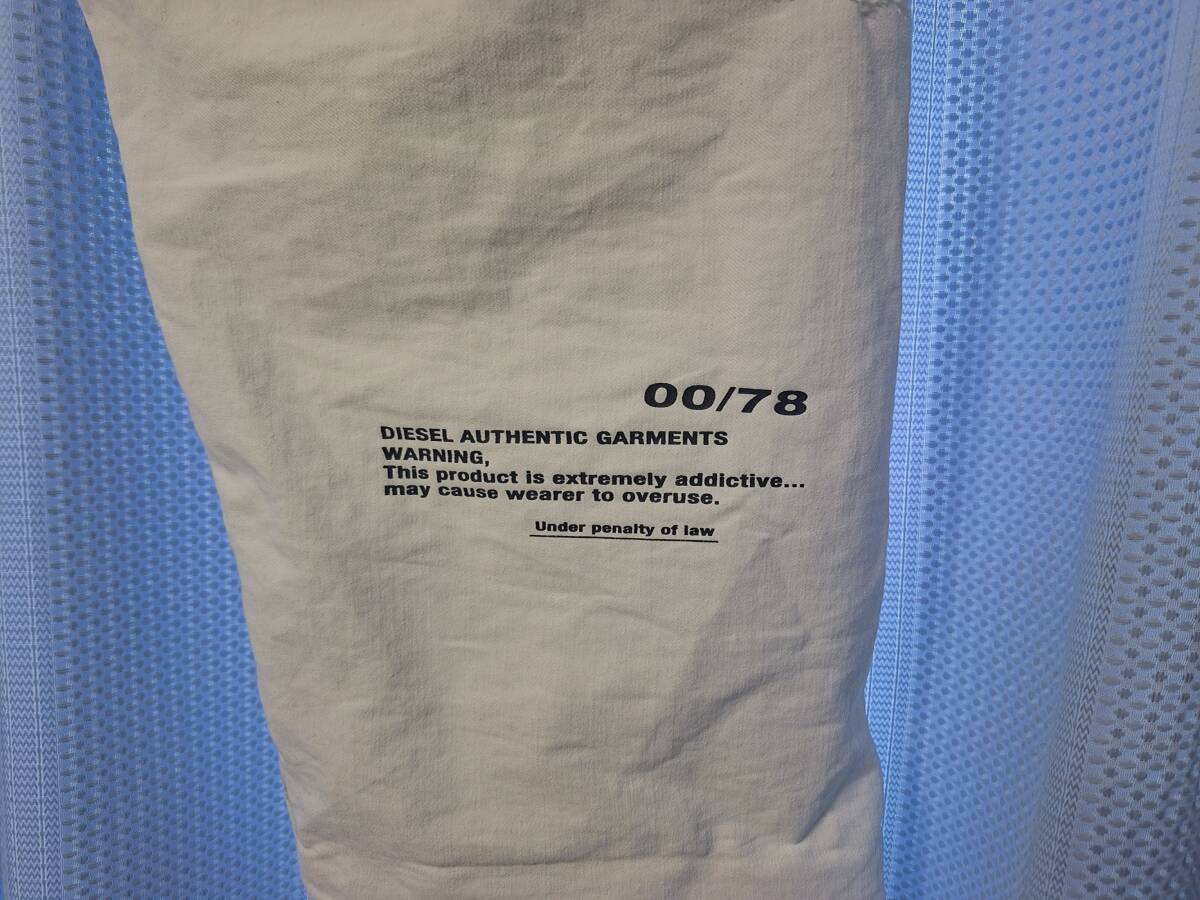 00/78
DIESEL AUTHENTIC GARMENTS
WARNING,
This product is extremely addictive...
may cause wearer to overuse.
Under penalty of law